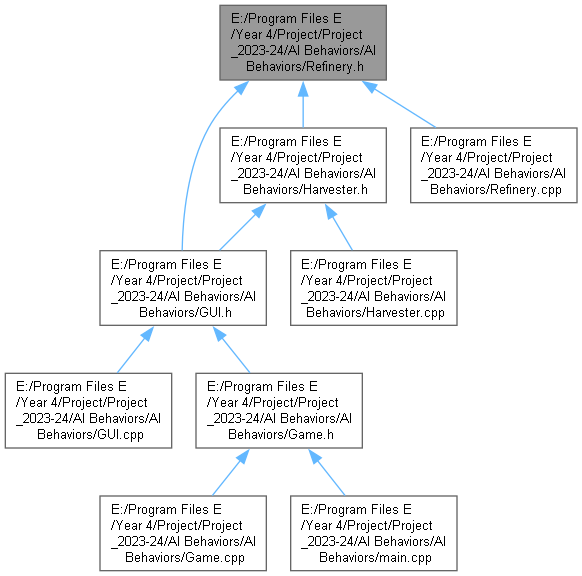 E:/Program Files E
/Year 4/Project/Project
_2023-24/AI Behaviors/AI
Behaviors/Refinery.h
E:/Program Files E
/Year 4/Project/Project
_2023-24/AI Behaviors/AI
Behaviors/Harvester.h
E:/Program Files E
/Year 4/Project/Project
_2023-24/AI Behaviors/AI
Behaviors/Refinery.cpp
E:/Program Files E
/Year 4/Project/Project
_2023-24/AI Behaviors/AI
Behaviors/GUI.h
E:/Program Files E
/Year 4/Project/Project
_2023-24/AI Behaviors/AI
Behaviors/Harvester.cpp
E:/Program Files E
/Year 4/Project/Project
_2023-24/AI Behaviors/AI
Behaviors/GUI.cpp
E:/Program Files E
/Year 4/Project/Project
_2023-24/AI Behaviors/AI
Behaviors/Game.h
E:/Program Files E
/Year 4/Project/Project
_2023-24/AI Behaviors/AI
Behaviors/Game.cpp
E:/Program Files E
/Year 4/Project/Project
_2023-24/AI Behaviors/AI
Behaviors/main.cpp